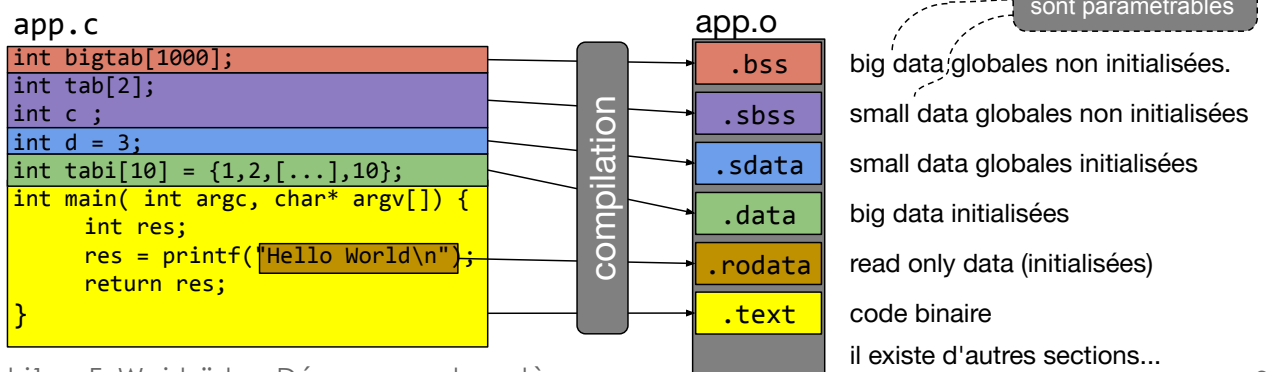 sont paramétrables
app.c
int bigtab[1000];
int tab[2];
int c ;
int d = 3;
int tabi[10] = {1,2,[...],10};
int main( int argc, char* argv[]) {
int res;
res = printf("Hello World\n");
return res;
}
compilation
app.o
.bss
big data globales non initialisées.
.sbss
small data globales non initialisées
.sdata
small data globales initialisées
.data
big data initialisées
.rodata
read only data (initialisées)
.text
code binaire
il existe d'autres sections...